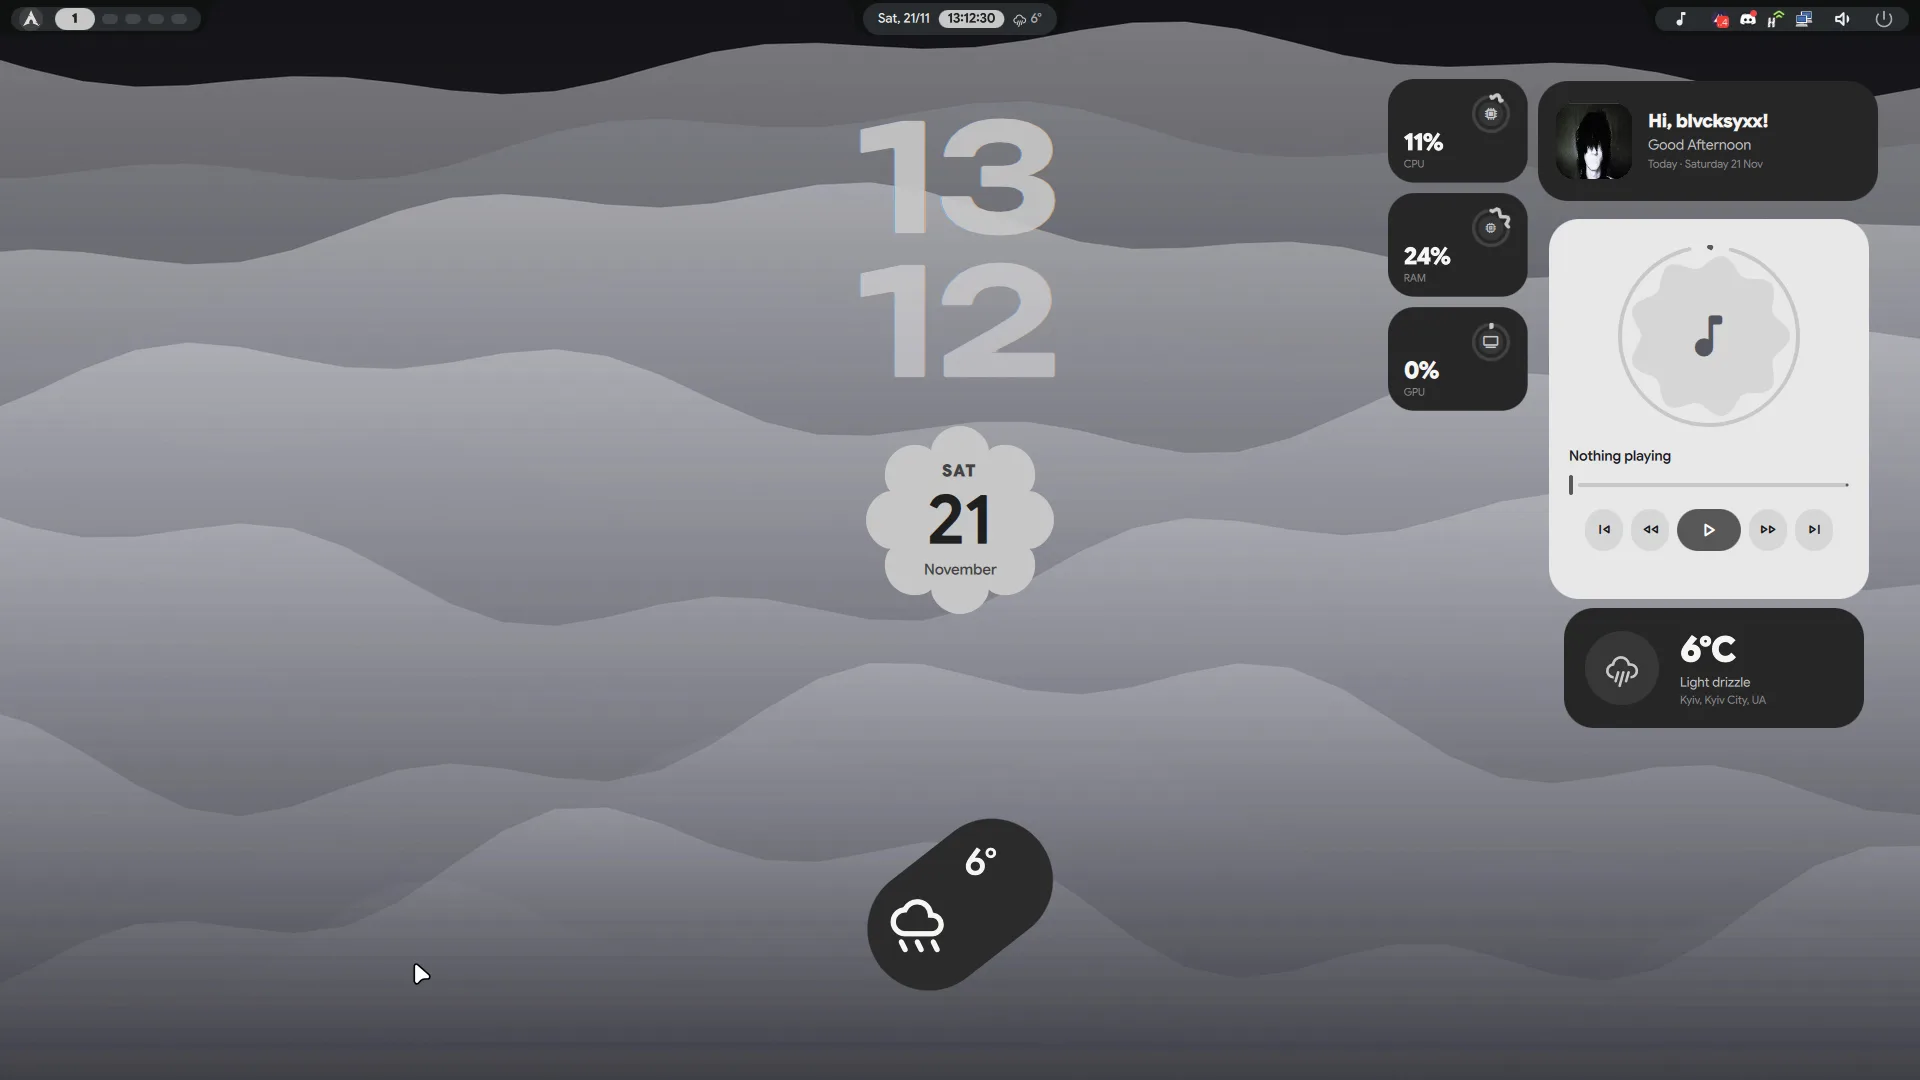 1
Sat, 21/11 13:12:30 6°
13
12
SAT
21
November
6°
11%
CPU
24%
RAM
0%
GPU
Hi, blvcksyxx!
Good Afternoon
Today · Saturday 21 Nov
Nothing playing
6°C
Light drizzle
Kyiv, Kyiv City, UA